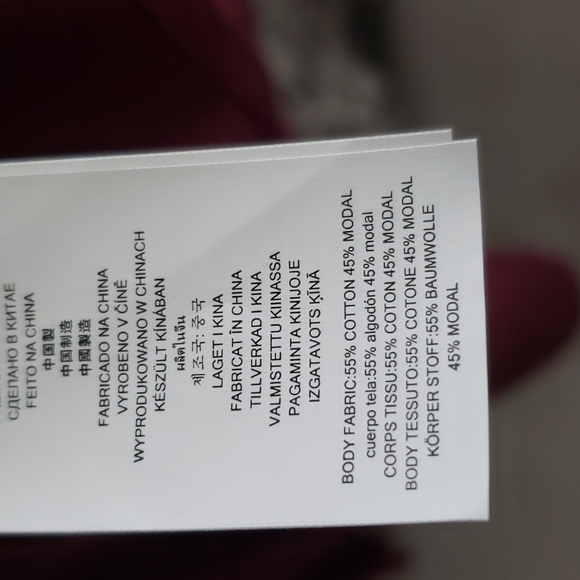 СДЕЛАНО В КИТАЕ
FEITO NA CHINA
中国製
中国制造
中國製造
FABRICADO NA CHINA
VYROBENO V ČÍNĚ
WYPRODUKOWANO W CHINACH
KÉSZÜLT KÍNÁBAN
ผลิตในจีน
제조국: 중국
LAGET I KINA
FABRICAT ÎN CHINA
TILLVERKAD I KINA
VALMISTETTU KIINASSA
PAGAMINTA KINIJOJE
IZGATAVOTS ĶĪNĀ
BODY FABRIC:55% COTTON 45% MODAL
cuerpo tela:55% algodón 45% modal
CORPS TISSU:55% COTON 45% MODAL
BODY TESSUTO:55% COTONE 45% MODAL
KÖRPER STOFF:55% BAUMWOLLE
45% MODAL